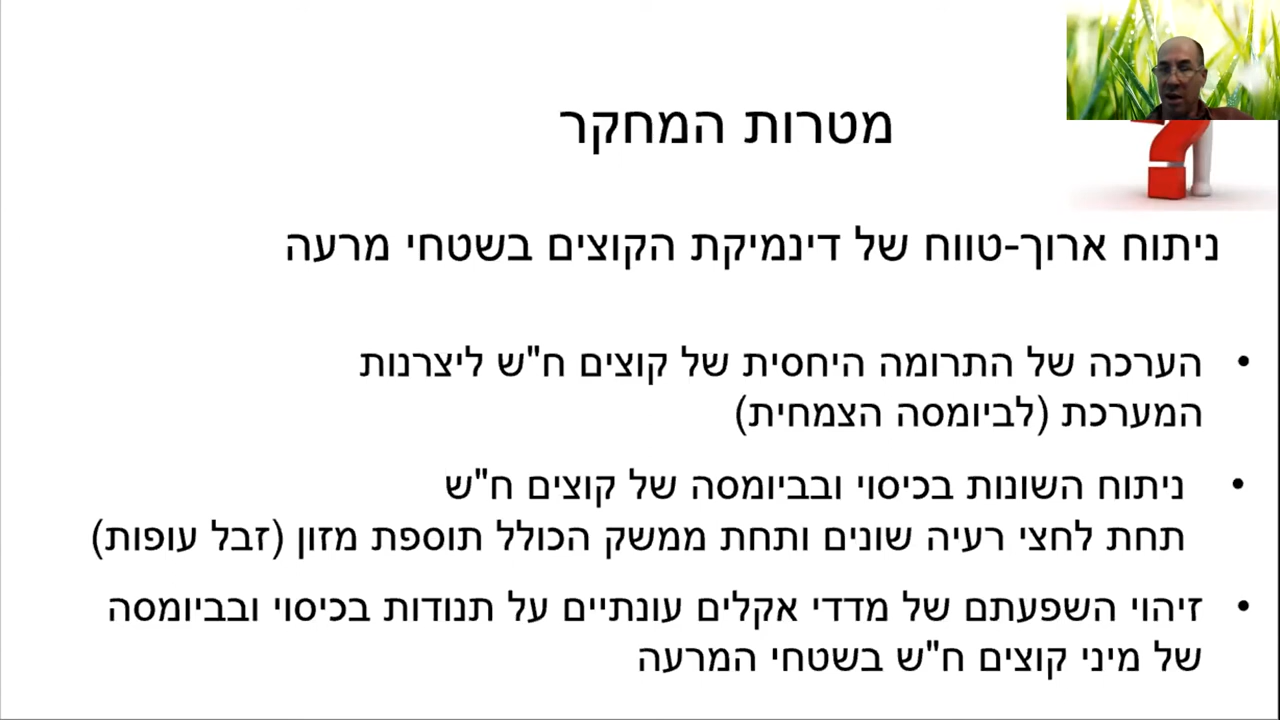 מטרות המחקר
ניתוח ארוך-טווח של דינמיקת הקוצים בשטחי מרעה
• הערכה של התרומה היחסית של קוצים ח"ש ליצרנות
המערכת (לביומסה הצמחית)
• ניתוח השונות בכיסוי ובביומסה של קוצים ח"ש
תחת לחצי רעיה שונים ותחת ממשק הכולל תוספת מזון (זבל עופות)
• זיהוי השפעתם של מדדי אקלים עונתיים על תנודות בכיסוי ובביומסה
של מיני קוצים ח"ש בשטחי המרעה